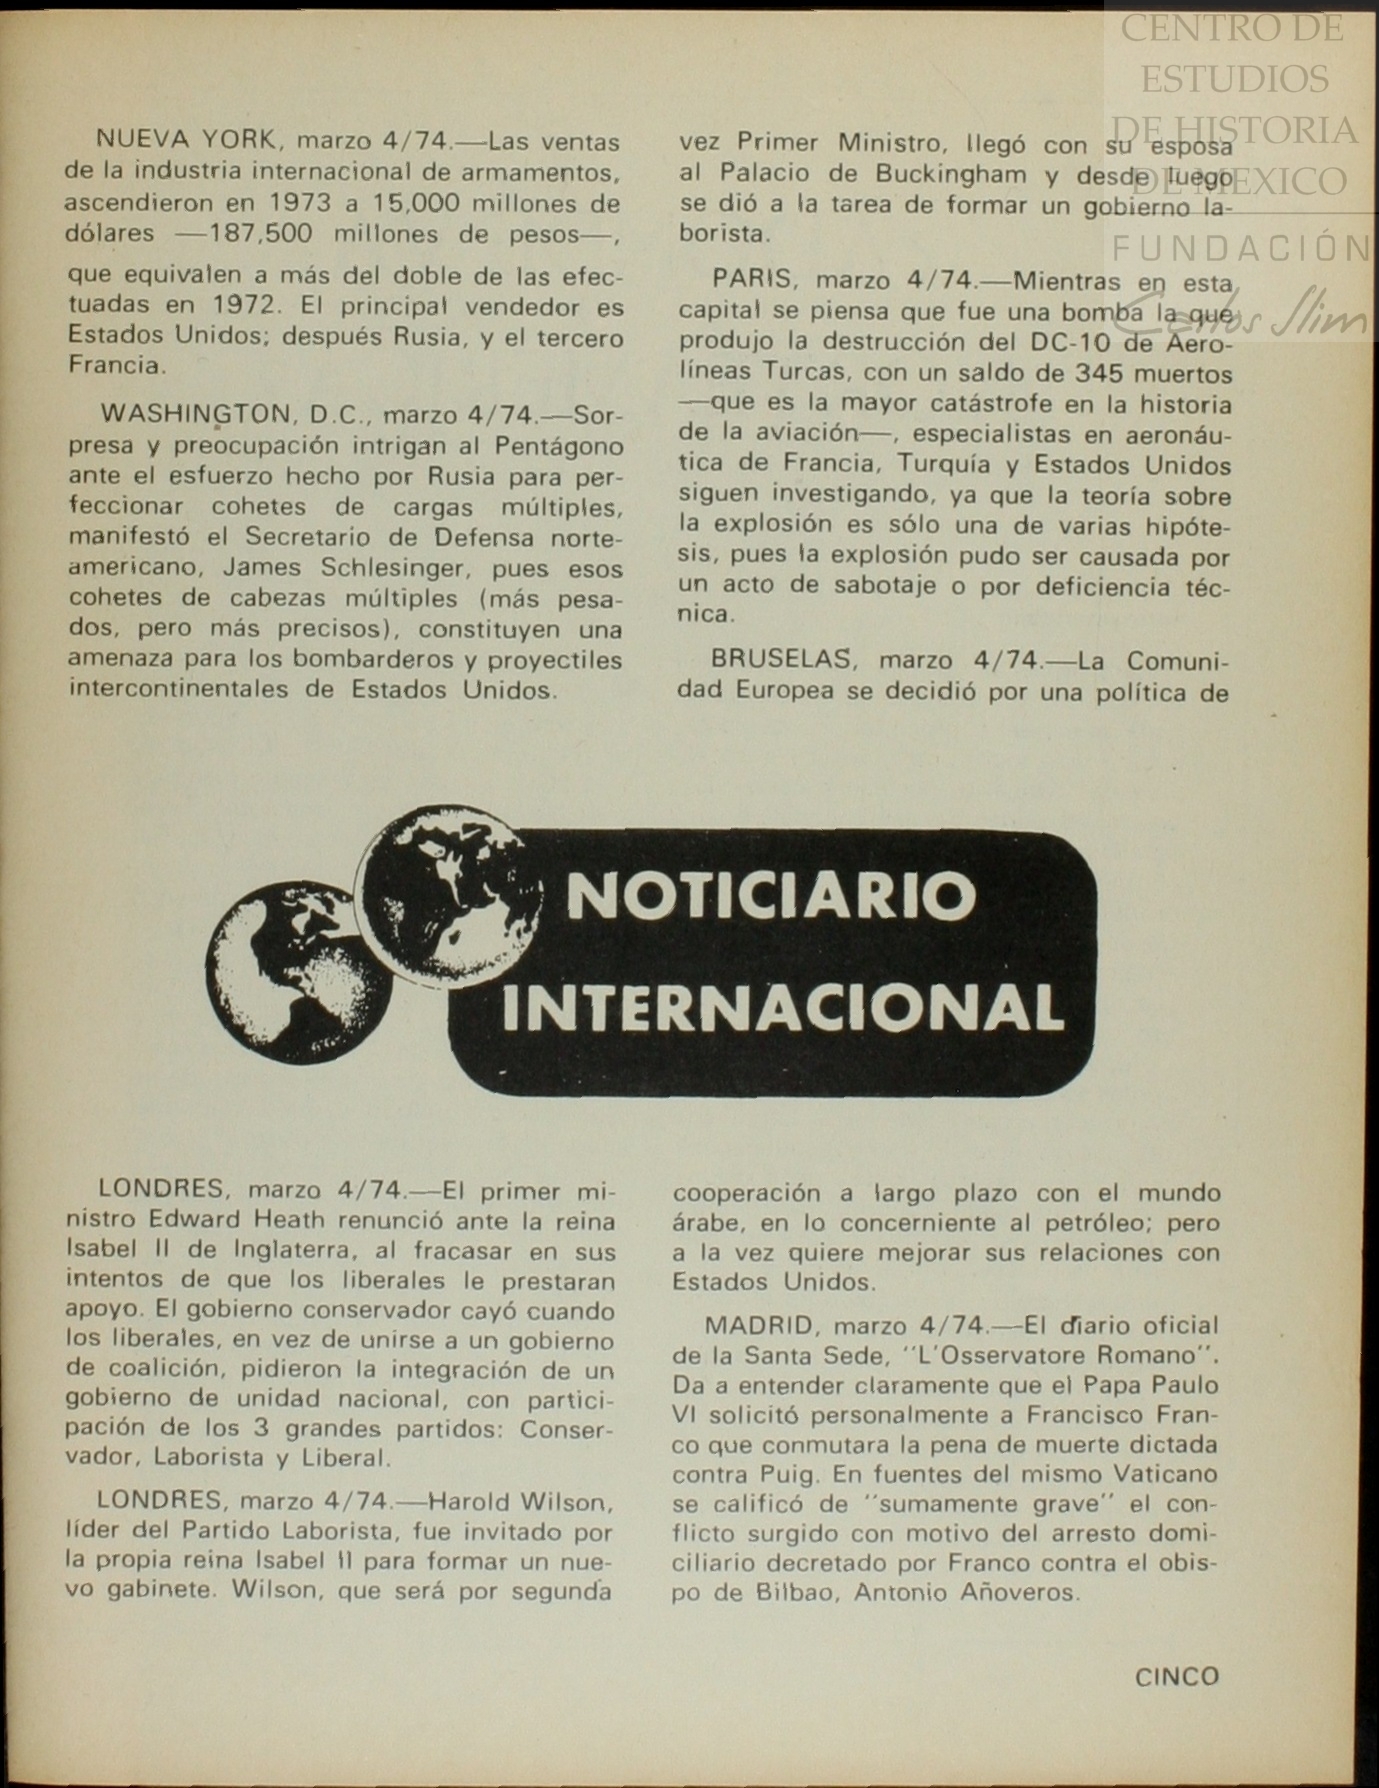 CENTRO DE
ESTUDIOS
DE HISTORIA
DE MEXICO
FUNDACIÓN
Carlos Slim
NUEVA YORK, marzo 4/74.—Las ventas
de la industria internacional de armamentos,
ascendieron en 1973 a 15,000 millones de
dólares —187,500 millones de pesos—,
que equivalen a más del doble de las efec-
tuadas en 1972. El principal vendedor es
Estados Unidos; después Rusia, y el tercero
Francia.
WASHINGTON, D.C., marzo 4/74.—Sor-
presa y preocupación intrigan al Pentágono
ante el esfuerzo hecho por Rusia para per-
feccionar cohetes de cargas múltiples,
manifestó el Secretario de Defensa norte-
americano, James Schlesinger, pues esos
cohetes de cabezas múltiples (más pesa-
dos, pero más precisos), constituyen una
amenaza para los bombarderos y proyectiles
intercontinentales de Estados Unidos.
NOTICIARIO
INTERNACIONAL
LONDRES, marzo 4/74.—El primer mi-
nistro Edward Heath renunció ante la reina
Isabel II de Inglaterra, al fracasar en sus
intentos de que los liberales le prestaran
apoyo. El gobierno conservador cayó cuando
los liberales, en vez de unirse a un gobierno
de coalición, pidieron la integración de un
gobierno de unidad nacional, con partici-
pación de los 3 grandes partidos: Conser-
vador, Laborista y Liberal.
LONDRES, marzo 4/74.—Harold Wilson,
líder del Partido Laborista, fue invitado por
la propia reina Isabel II para formar un nue-
vo gabinete. Wilson, que será por segunda
vez Primer Ministro, llegó con su esposa
al Palacio de Buckingham y desde luego
se dió a la tarea de formar un gobierno la-
borista.
PARIS, marzo 4/74.—Mientras en esta
capital se piensa que fue una bomba la que
produjo la destrucción del DC-10 de Aero-
líneas Turcas, con un saldo de 345 muertos
—que es la mayor catástrofe en la historia
de la aviación—, especialistas en aeronáu-
tica de Francia, Turquía y Estados Unidos
siguen investigando, ya que la teoría sobre
la explosión es sólo una de varias hipóte-
sis, pues la explosión pudo ser causada por
un acto de sabotaje o por deficiencia téc-
nica.
BRUSELAS, marzo 4/74.—La Comuni-
dad Europea se decidió por una política de
cooperación a largo plazo con el mundo
árabe, en lo concerniente al petróleo; pero
a la vez quiere mejorar sus relaciones con
Estados Unidos.
MADRID, marzo 4/74.—El diario oficial
de la Santa Sede, "L'Osservatore Romano".
Da a entender claramente que el Papa Paulo
VI solicitó personalmente a Francisco Fran-
co que conmutara la pena de muerte dictada
contra Puig. En fuentes del mismo Vaticano
se calificó de "sumamente grave" el con-
flicto surgido con motivo del arresto domi-
ciliario decretado por Franco contra el obis-
po de Bilbao, Antonio Añoveros.
CINCO